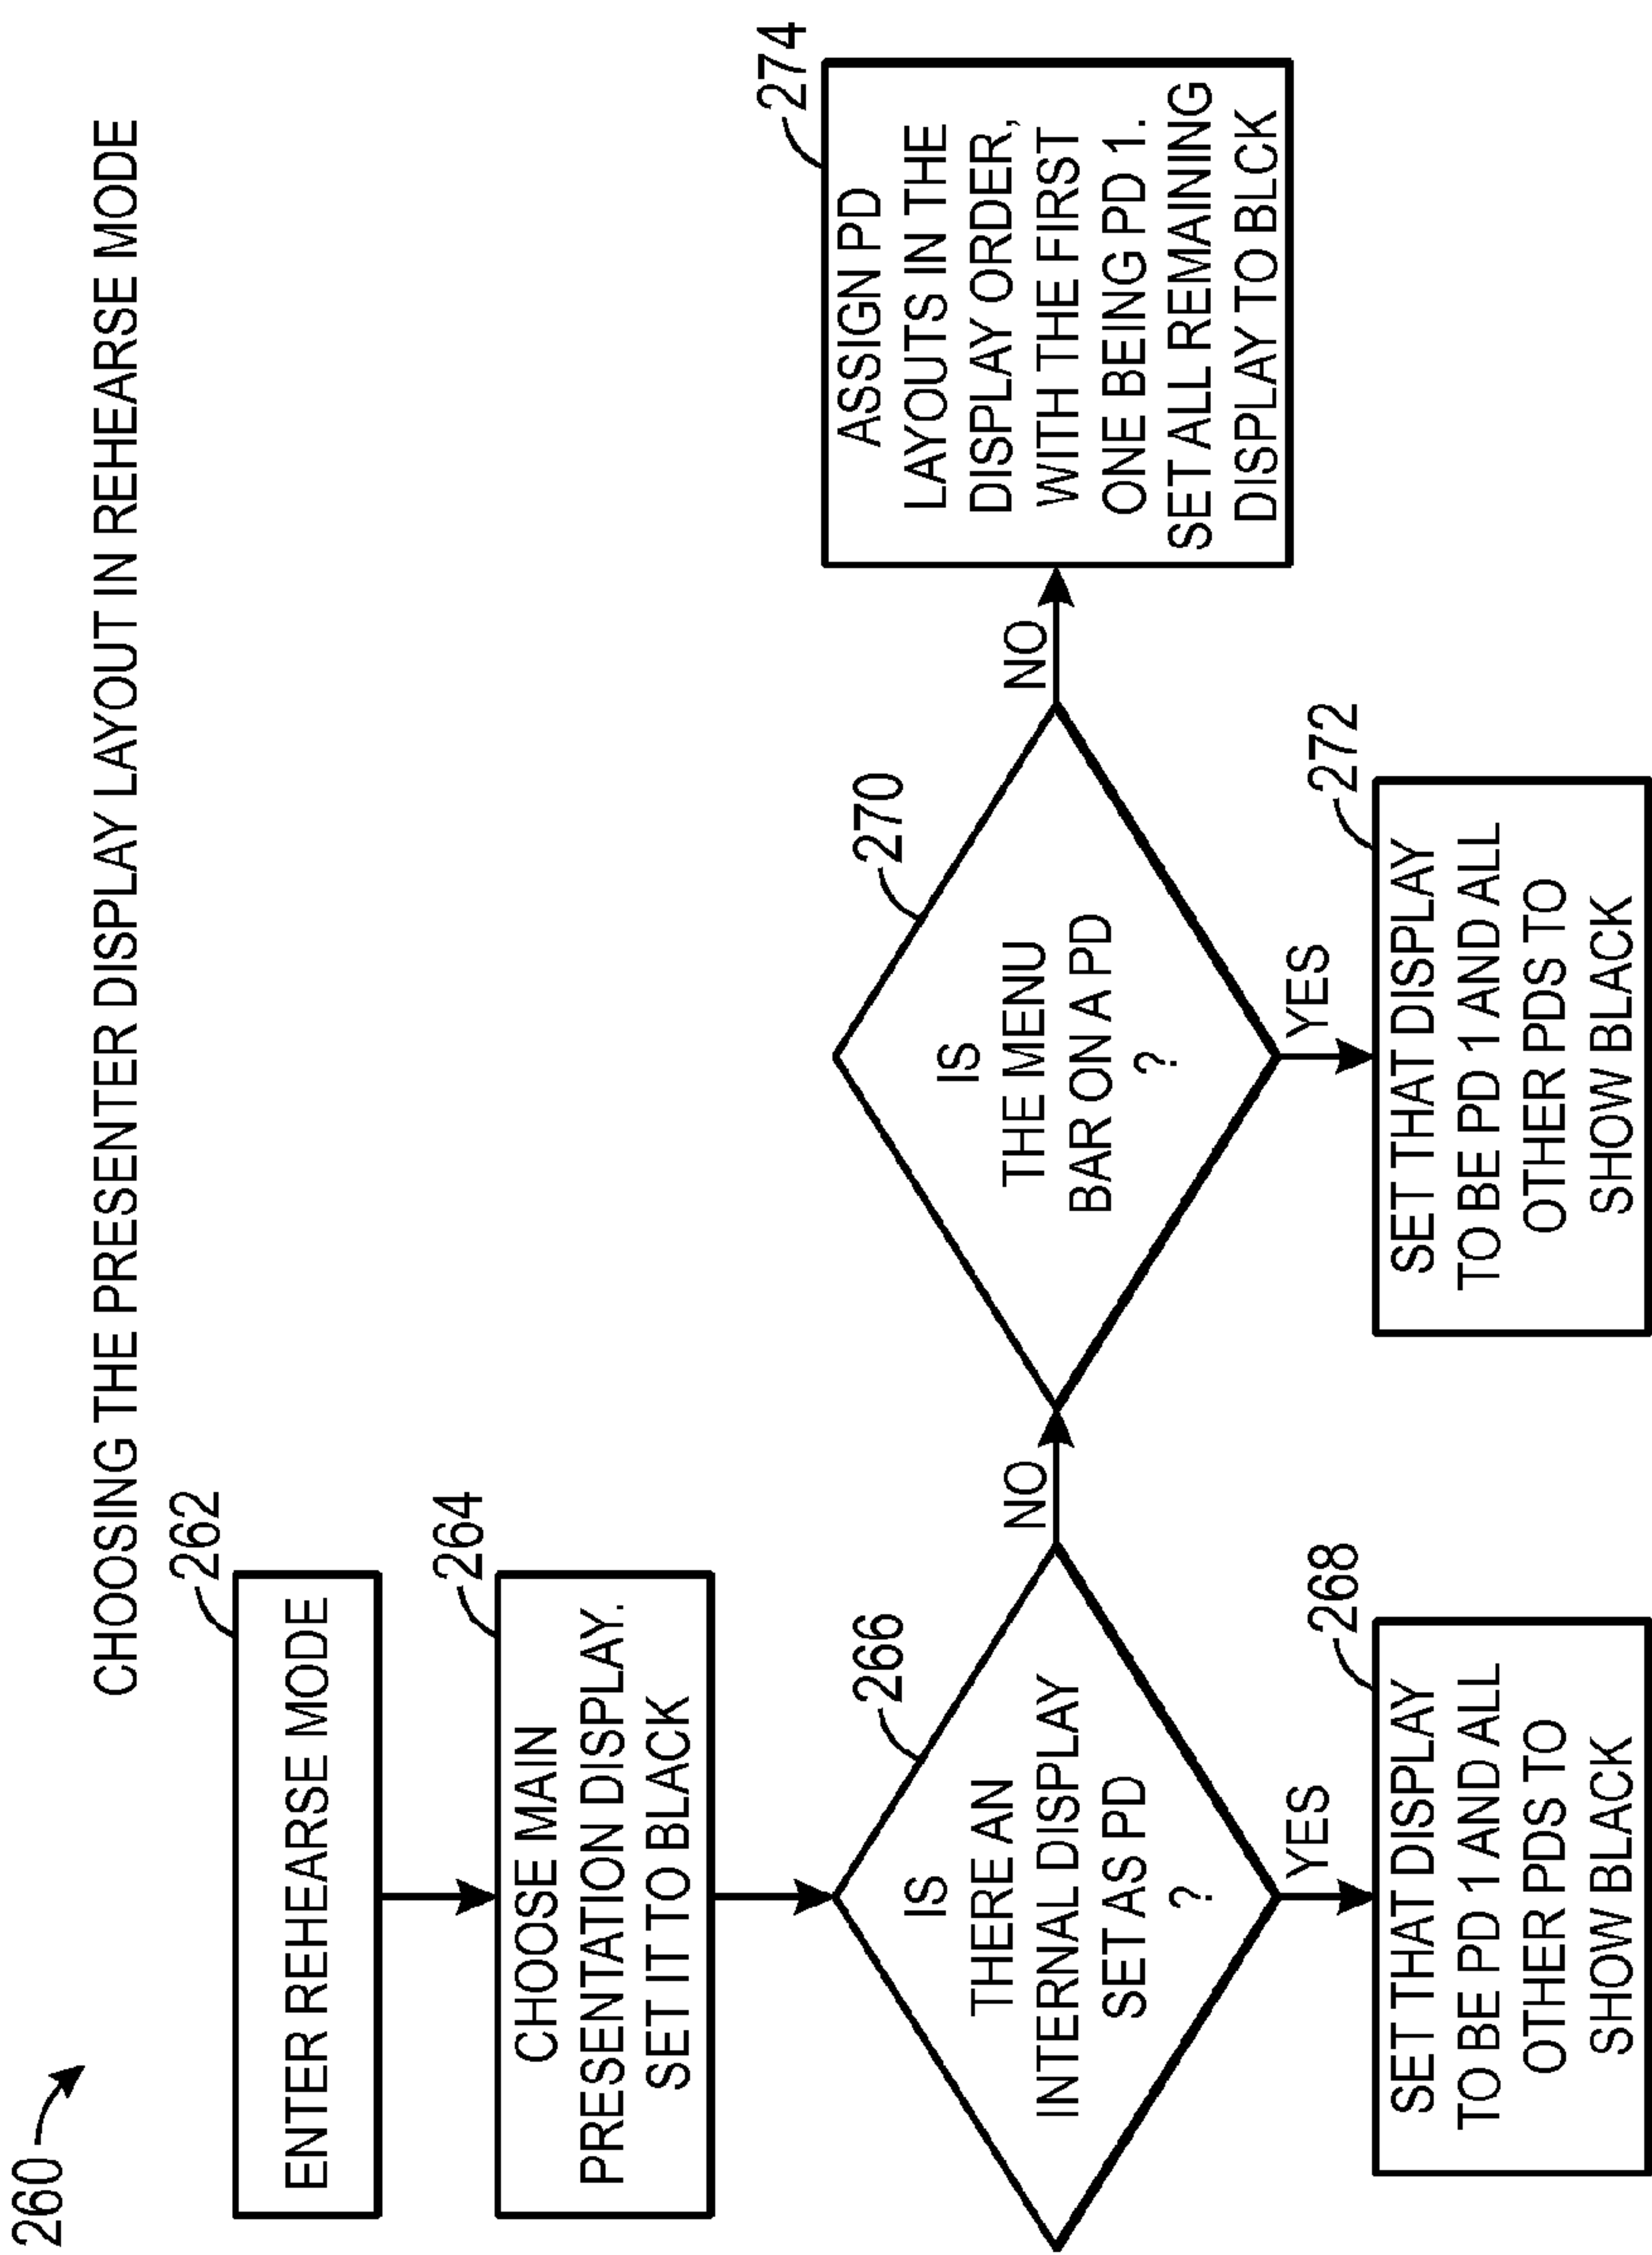 260
CHOOSING THE PRESENTER DISPLAY LAYOUT IN REHEARSE MODE
262
ENTER REHEARSE MODE
264
CHOOSE MAIN
PRESENTATION DISPLAY.
SET IT TO BLACK
266
IS
THERE AN
INTERNAL DISPLAY
SET AS PD
?
NO
YES
268
SET THAT DISPLAY
TO BE PD 1 AND ALL
OTHER PDS TO
SHOW BLACK
270
IS
THE MENU
BAR ON A PD
?
NO
YES
272
SET THAT DISPLAY
TO BE PD 1 AND ALL
OTHER PDS TO
SHOW BLACK
274
ASSIGN PD
LAYOUTS IN THE
DISPLAY ORDER,
WITH THE FIRST
ONE BEING PD 1.
SET ALL REMAINING
DISPLAY TO BLCK